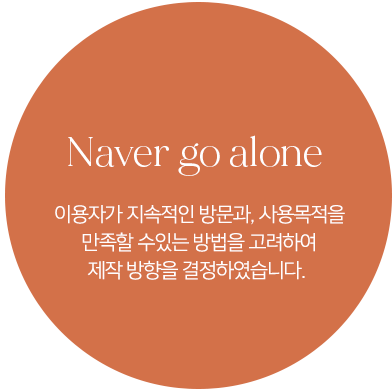 Naver go alone
이용자가 지속적인 방문과, 사용목적을
만족할 수있는 방법을 고려하여
제작 방향을 결정하였습니다.